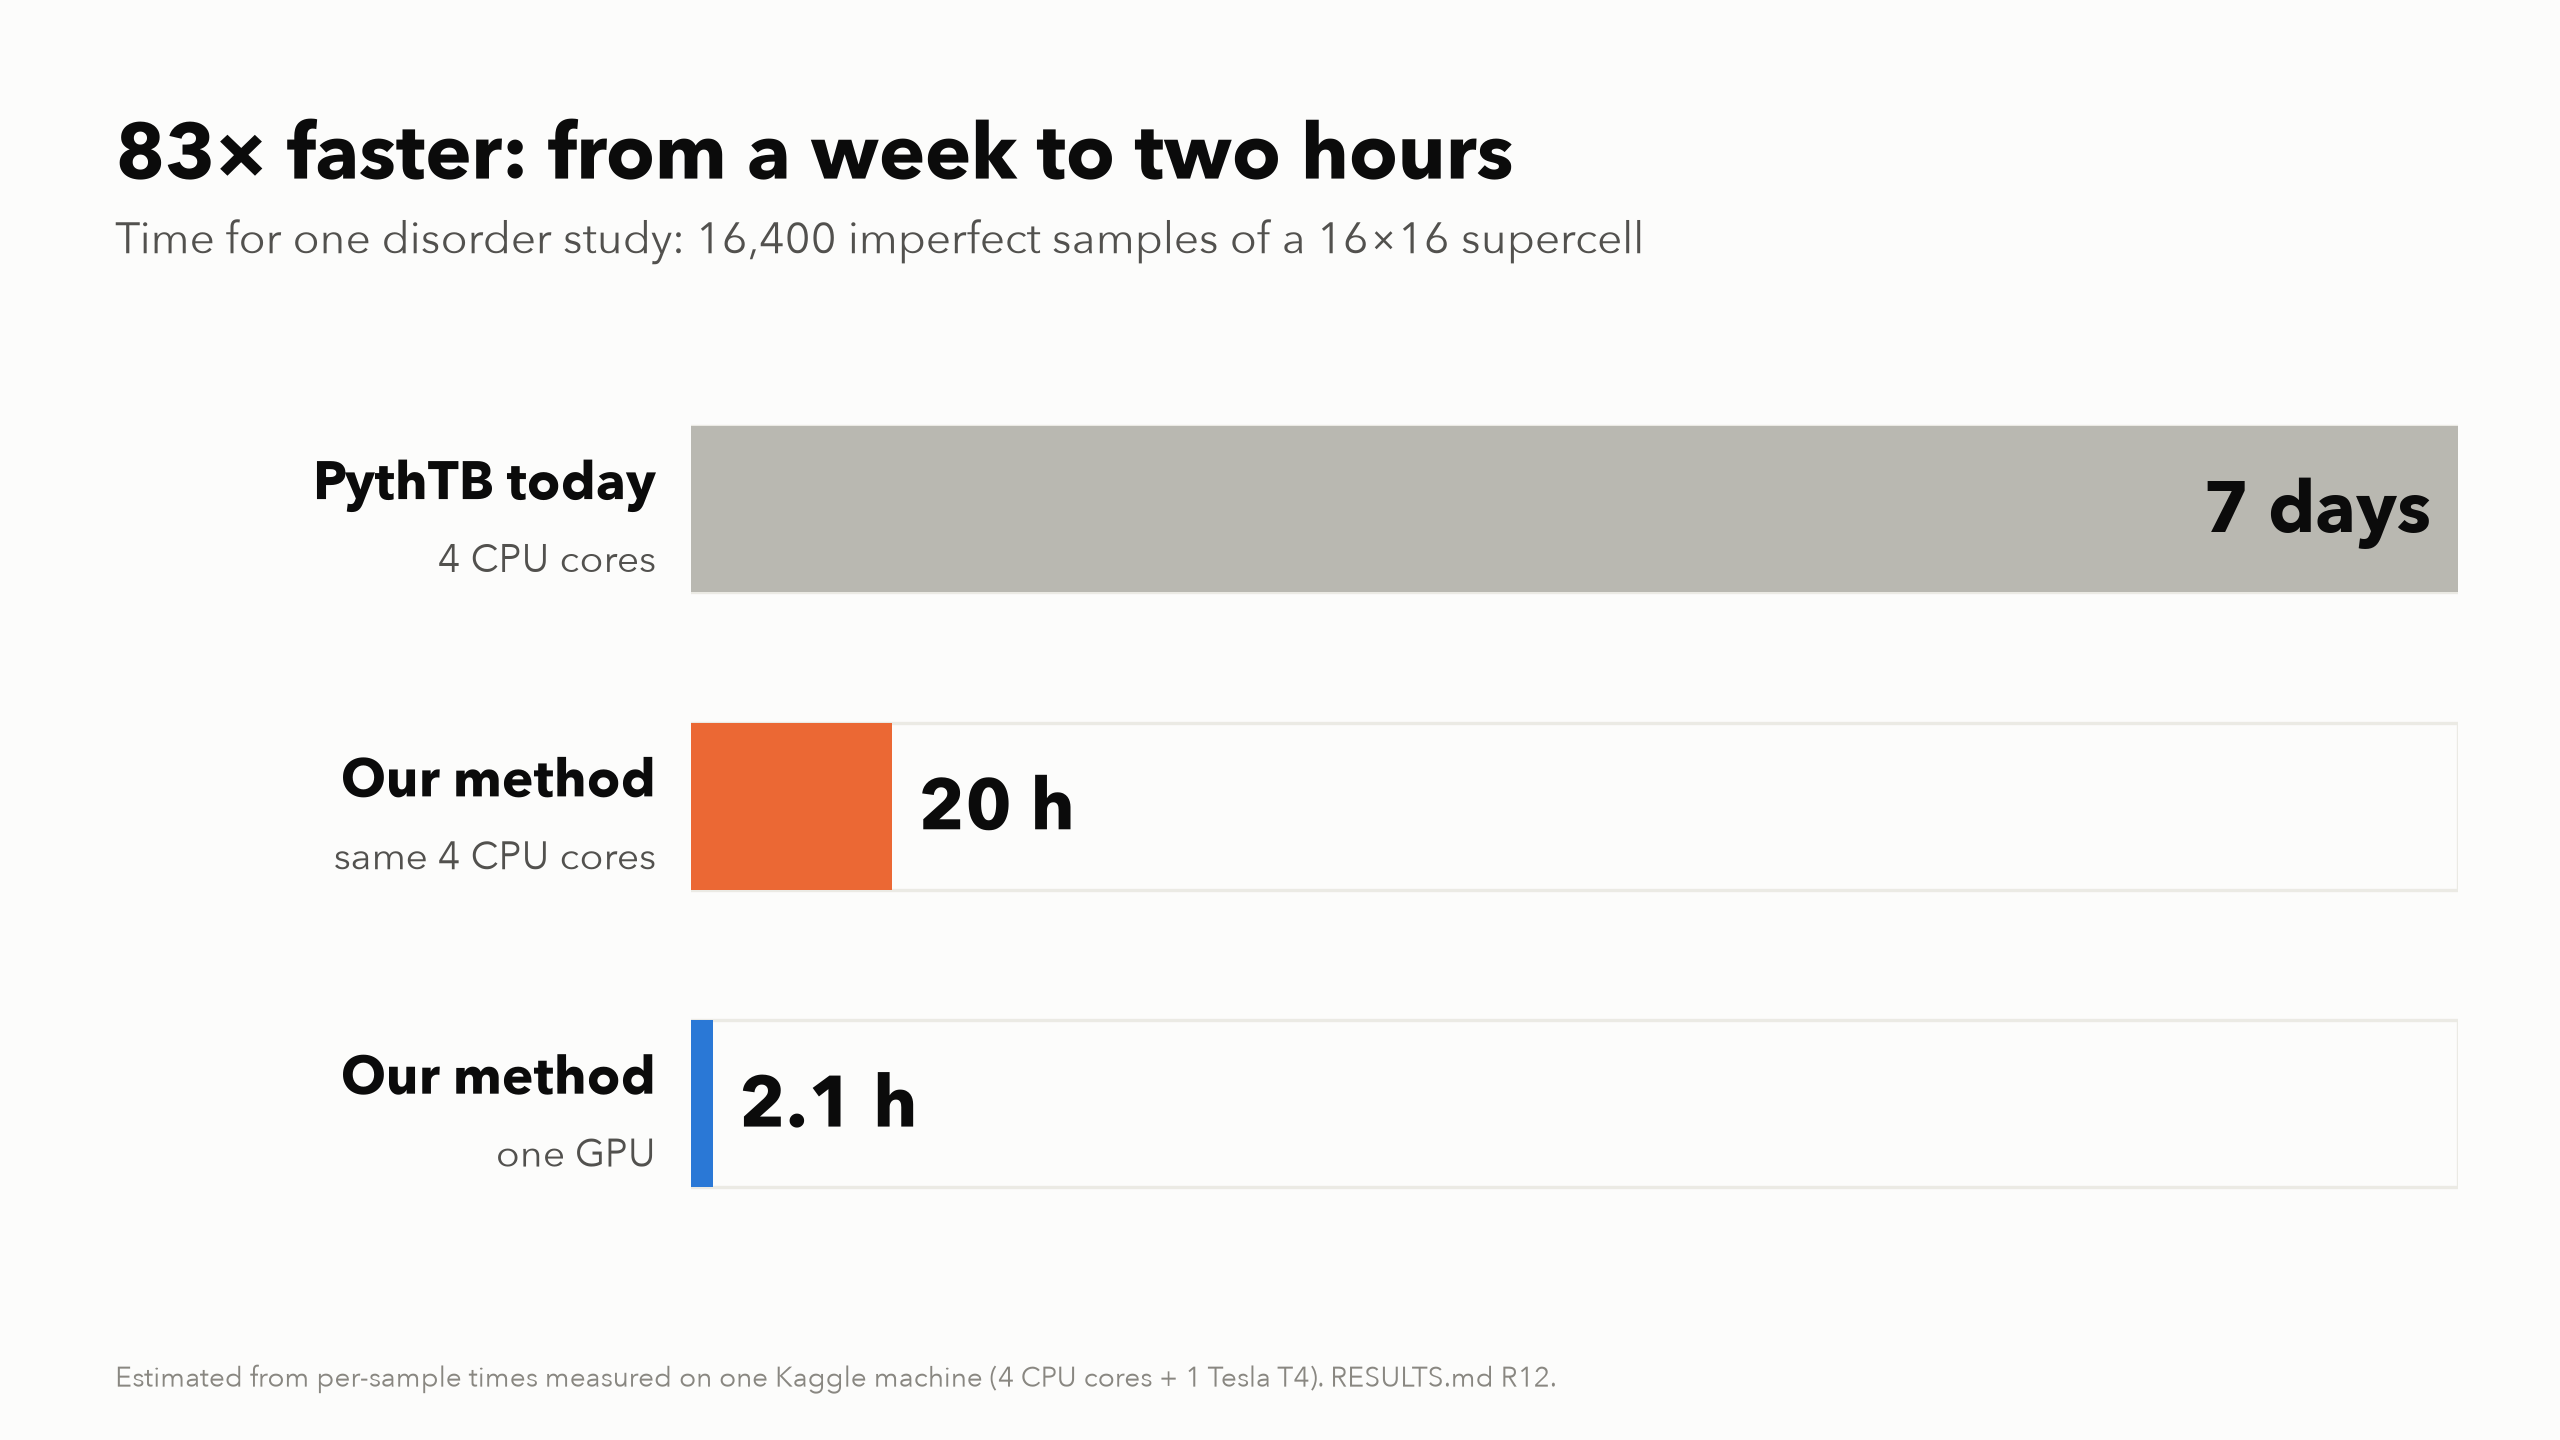 83× faster: from a week to two hours
Time for one disorder study: 16,400 imperfect samples of a 16×16 supercell
PythTB today
4 CPU cores
7 days
Our method
same 4 CPU cores
20 h
Our method
one GPU
2.1 h
Estimated from per-sample times measured on one Kaggle machine (4 CPU cores + 1 Tesla T4). RESULTS.md R12.